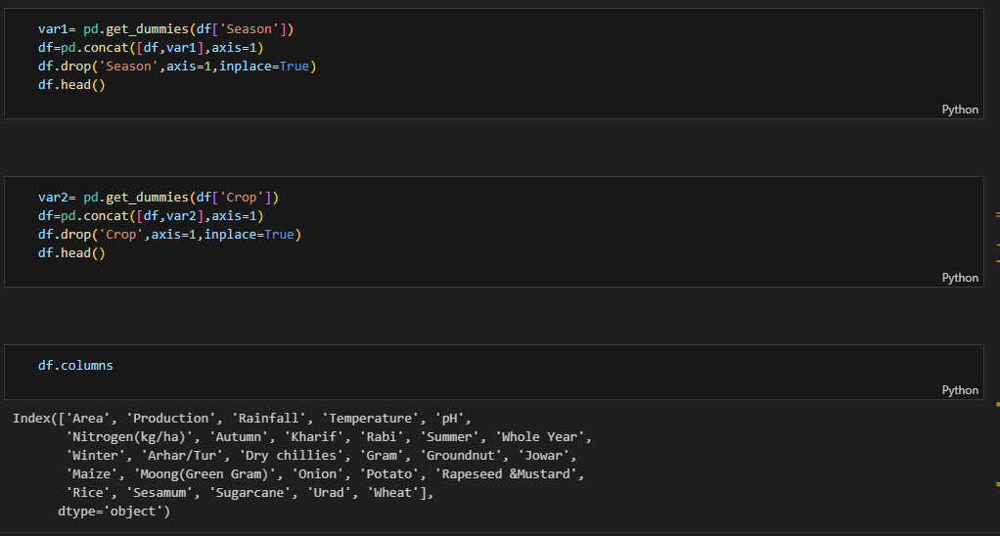 var1= pd.get_dummies(df['Season'])
df=pd.concat([df,var1],axis=1)
df.drop('Season',axis=1,inplace=True)
df.head()
Python
var2= pd.get_dummies(df['Crop'])
df=pd.concat([df,var2],axis=1)
df.drop('Crop',axis=1,inplace=True)
df.head()
Python
df.columns
Python
Index(['Area', 'Production', 'Rainfall', 'Temperature', 'pH',
'Nitrogen(kg/ha)', 'Autumn', 'Kharif', 'Rabi', 'Summer', 'Whole Year',
'Winter', 'Arhar/Tur', 'Dry chillies', 'Gram', 'Groundnut', 'Jowar',
'Maize', 'Moong(Green Gram)', 'Onion', 'Potato', 'Rapeseed &Mustard',
'Rice', 'Sesamum', 'Sugarcane', 'Urad', 'Wheat'],
dtype='object')